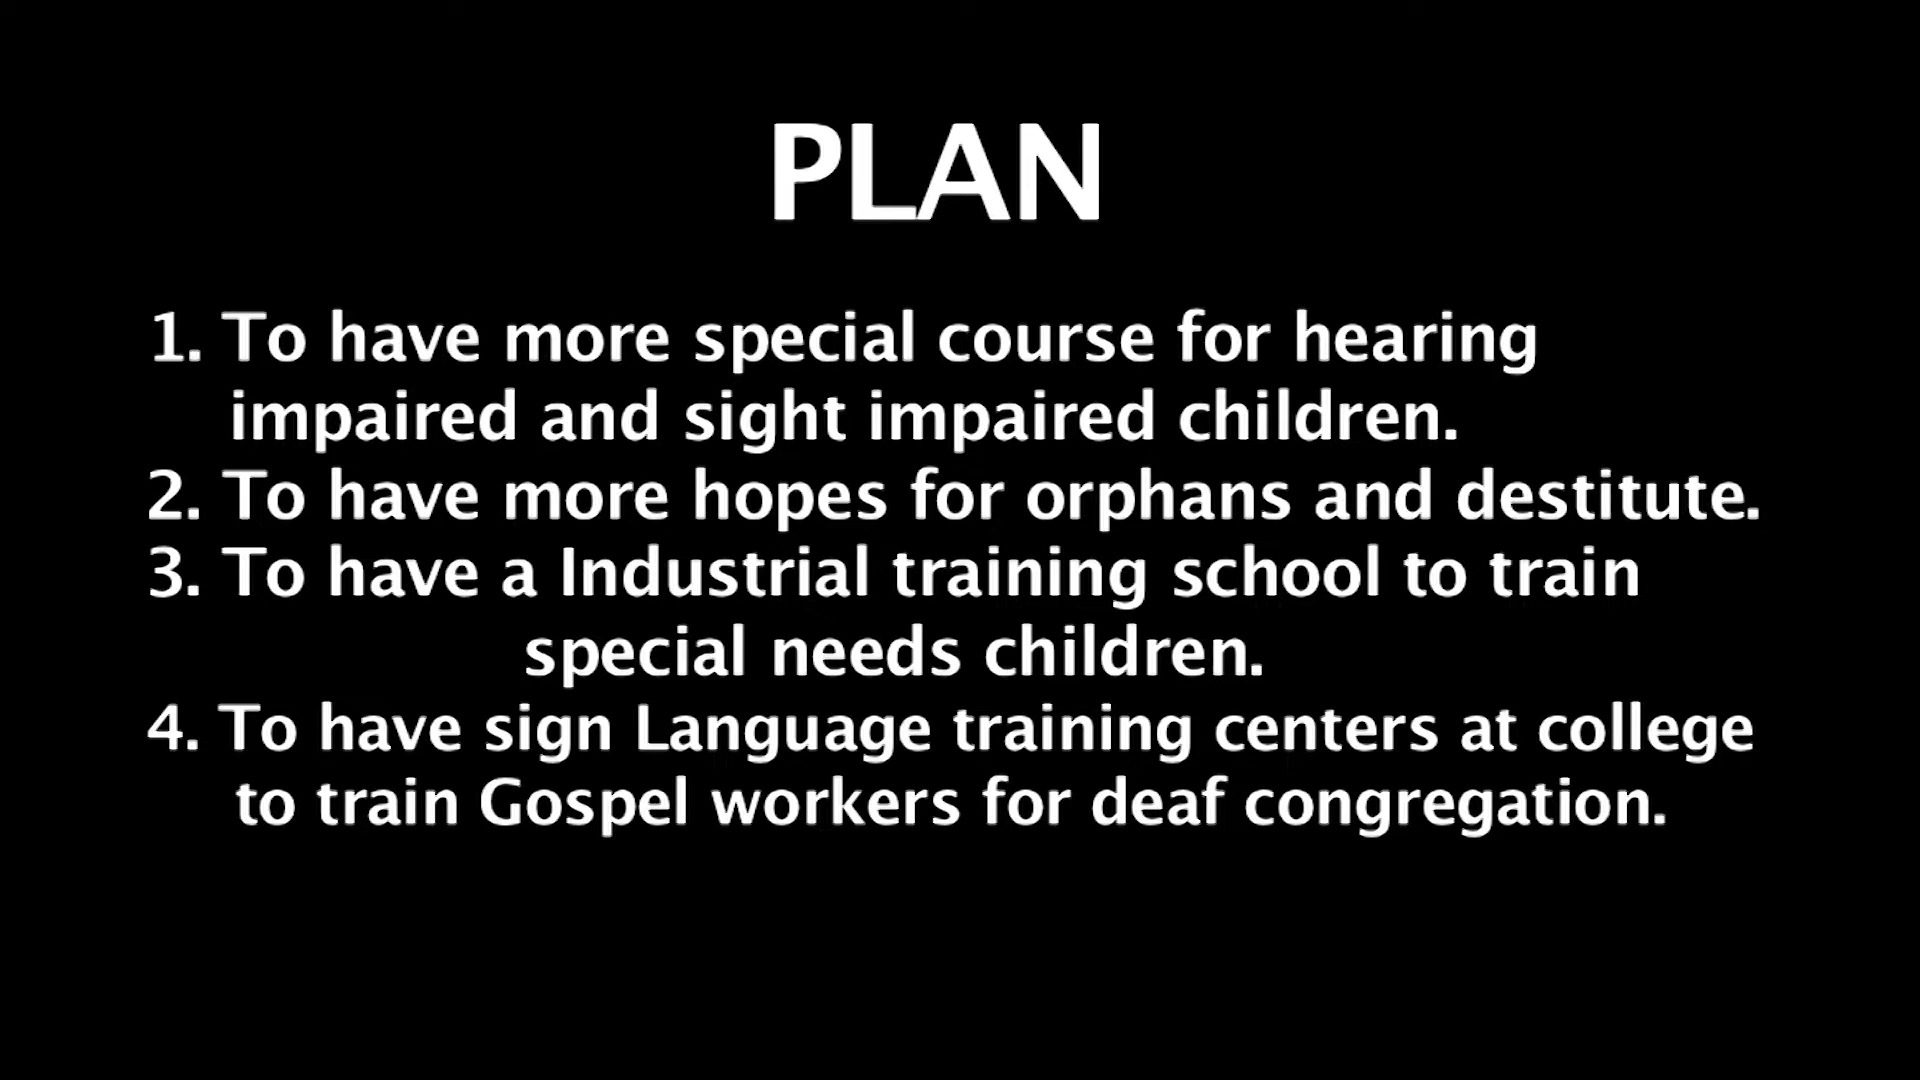 PLAN
1. To have more special course for hearing
impaired and sight impaired children.
2. To have more hopes for orphans and destitute.
3. To have a Industrial training school to train
special needs children.
4. To have sign Language training centers at college
to train Gospel workers for deaf congregation.